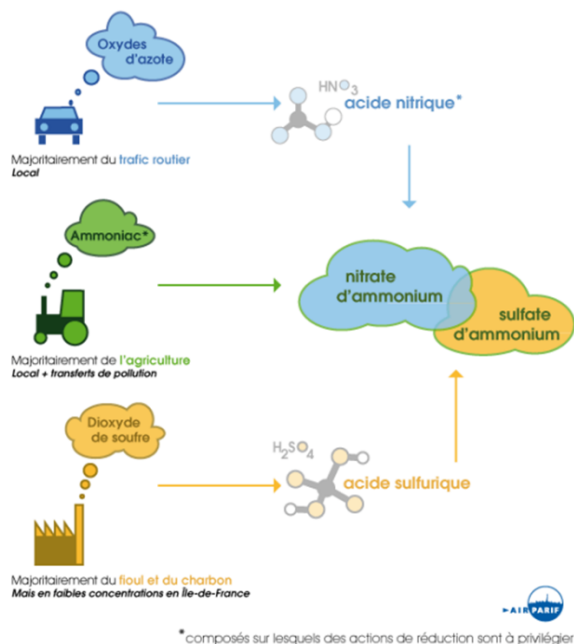 Oxydes
d'azote
HNO3
acide nitrique*
Majoritairement du trafic routier
Local
Ammoniac*
nitrate
d'ammonium
sulfate
d'ammonium
Majoritairement de l'agriculture
Local + transferts de pollution
Dioxyde
de soufre
H2SO4
acide sulfurique
Majoritairement du fioul et du charbon
Mais en faibles concentrations en Île-de-France
AIRPARIF
*composés sur lesquels des actions de réduction sont à privilégier